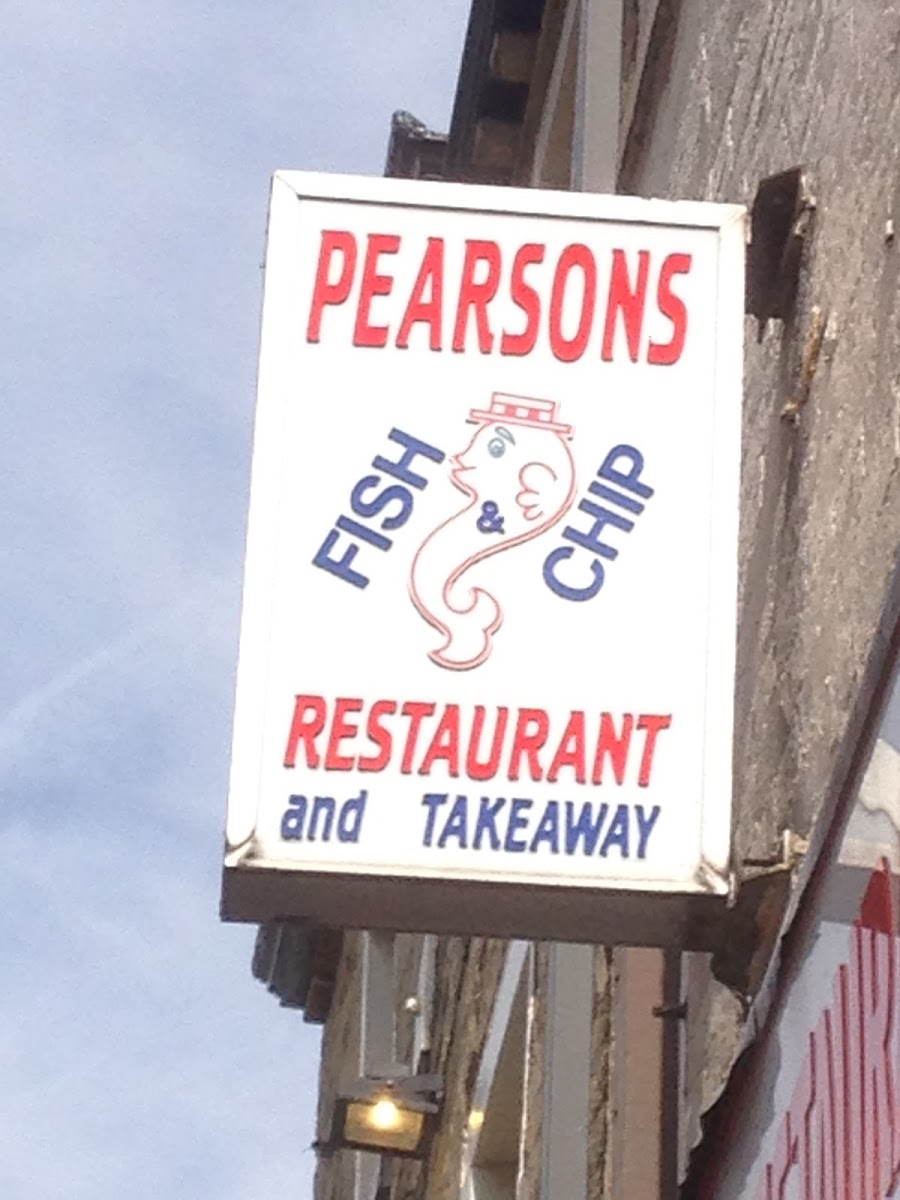 PEARSONS
FISH & CHIP
RESTAURANT
and TAKEAWAY